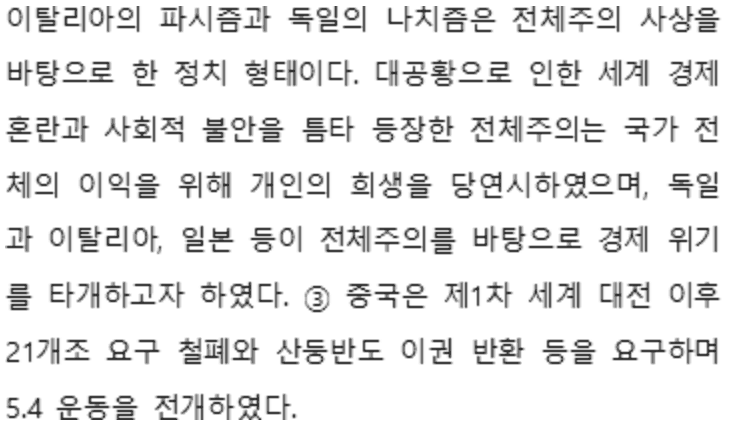 이탈리아의 파시즘과 독일의 나치즘은 전체주의 사상을
바탕으로 한 정치 형태이다. 대공황으로 인한 세계 경제
혼란과 사회적 불안을 틈타 등장한 전체주의는 국가 전
체의 이익을 위해 개인의 희생을 당연시하였으며, 독일
과 이탈리아, 일본 등이 전체주의를 바탕으로 경제 위기
를 타개하고자 하였다. ③ 중국은 제1차 세계 대전 이후
21개조 요구 철폐와 산둥반도 이권 반환 등을 요구하며
5.4 운동을 전개하였다.